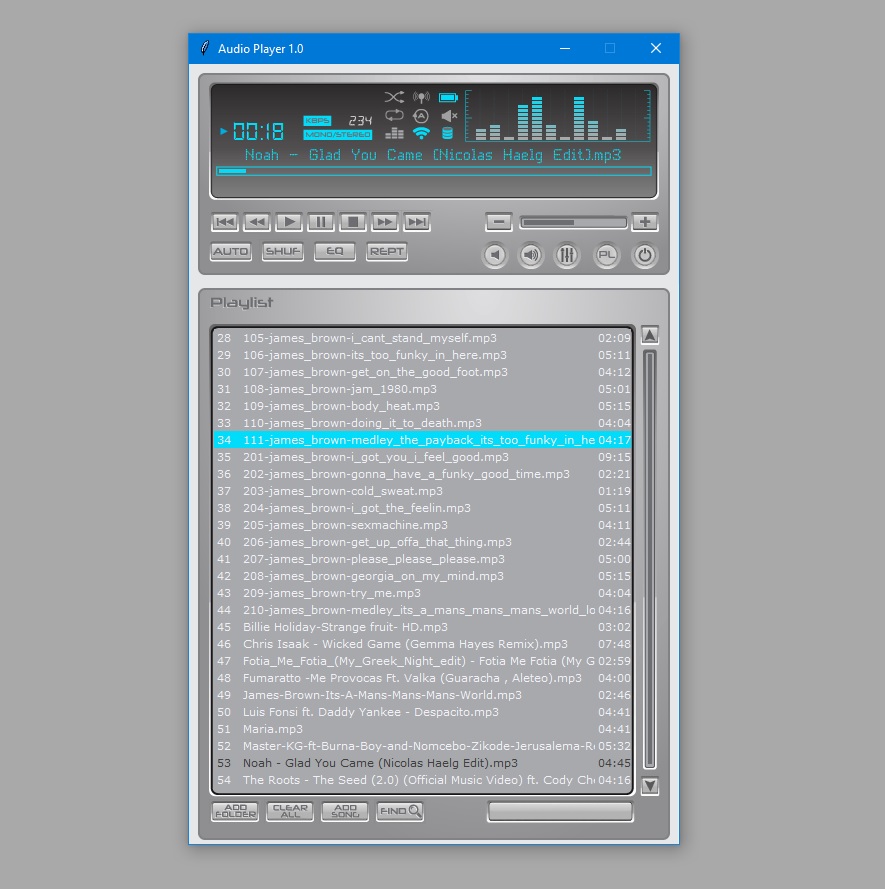 Audio Player 1.0
00:18
KBPS 234
MONO/STEREO
A
Noah - Glad You Came (Nicolas Haelg Edit).mp3
AUTO SHUF EQ REPT PL
Playlist
28 105-james_brown-i_cant_stand_myself.mp3 02:09
29 106-james_brown-its_too_funky_in_here.mp3 05:11
30 107-james_brown-get_on_the_good_foot.mp3 04:12
31 108-james_brown-jam_1980.mp3 05:01
32 109-james_brown-body_heat.mp3 05:15
33 110-james_brown-doing_it_to_death.mp3 04:04
34 111-james_brown-medley_the_payback_its_too_funky_in_he 04:17
35 201-james_brown-i_got_you_i_feel_good.mp3 09:15
36 202-james_brown-gonna_have_a_funky_good_time.mp3 02:21
37 203-james_brown-cold_sweat.mp3 01:19
38 204-james_brown-i_got_the_feelin.mp3 05:11
39 205-james_brown-sexmachine.mp3 04:11
40 206-james_brown-get_up_offa_that_thing.mp3 02:44
41 207-james_brown-please_please_please.mp3 05:00
42 208-james_brown-georgia_on_my_mind.mp3 05:15
43 209-james_brown-try_me.mp3 04:04
44 210-james_brown-medley_its_a_mans_mans_mans_world_lo 04:16
45 Billie Holiday-Strange fruit- HD.mp3 03:02
46 Chris Isaak - Wicked Game (Gemma Hayes Remix).mp3 07:48
47 Fotia_Me_Fotia_(My_Greek_Night_edit) - Fotia Me Fotia (My G 02:59
48 Fumaratto -Me Provocas Ft. Valka (Guaracha , Aleteo).mp3 04:00
49 James-Brown-Its-A-Mans-Mans-Mans-World.mp3 02:46
50 Luis Fonsi ft. Daddy Yankee - Despacito.mp3 04:41
51 Maria.mp3 04:41
52 Master-KG-ft-Burna-Boy-and-Nomcebo-Zikode-Jerusalema-R 05:32
53 Noah - Glad You Came (Nicolas Haelg Edit).mp3 04:45
54 The Roots - The Seed (2.0) (Official Music Video) ft. Cody Ch 04:16
ADD FOLDER CLEAR ALL ADD SONG FIND